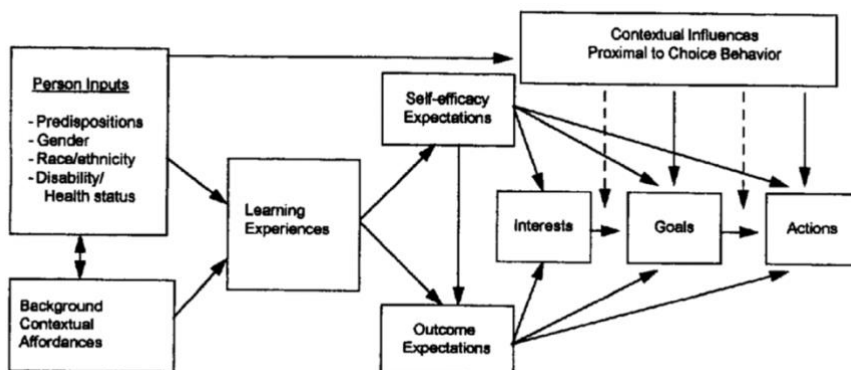 Contextual Influences
Proximal to Choice Behavior
Person Inputs
- Predispositions
- Gender
- Race/ethnicity
- Disability/
Health status
Self-efficacy
Expectations
Learning
Experiences
Interests
Goals
Actions
Background
Contextual
Affordances
Outcome
Expectations